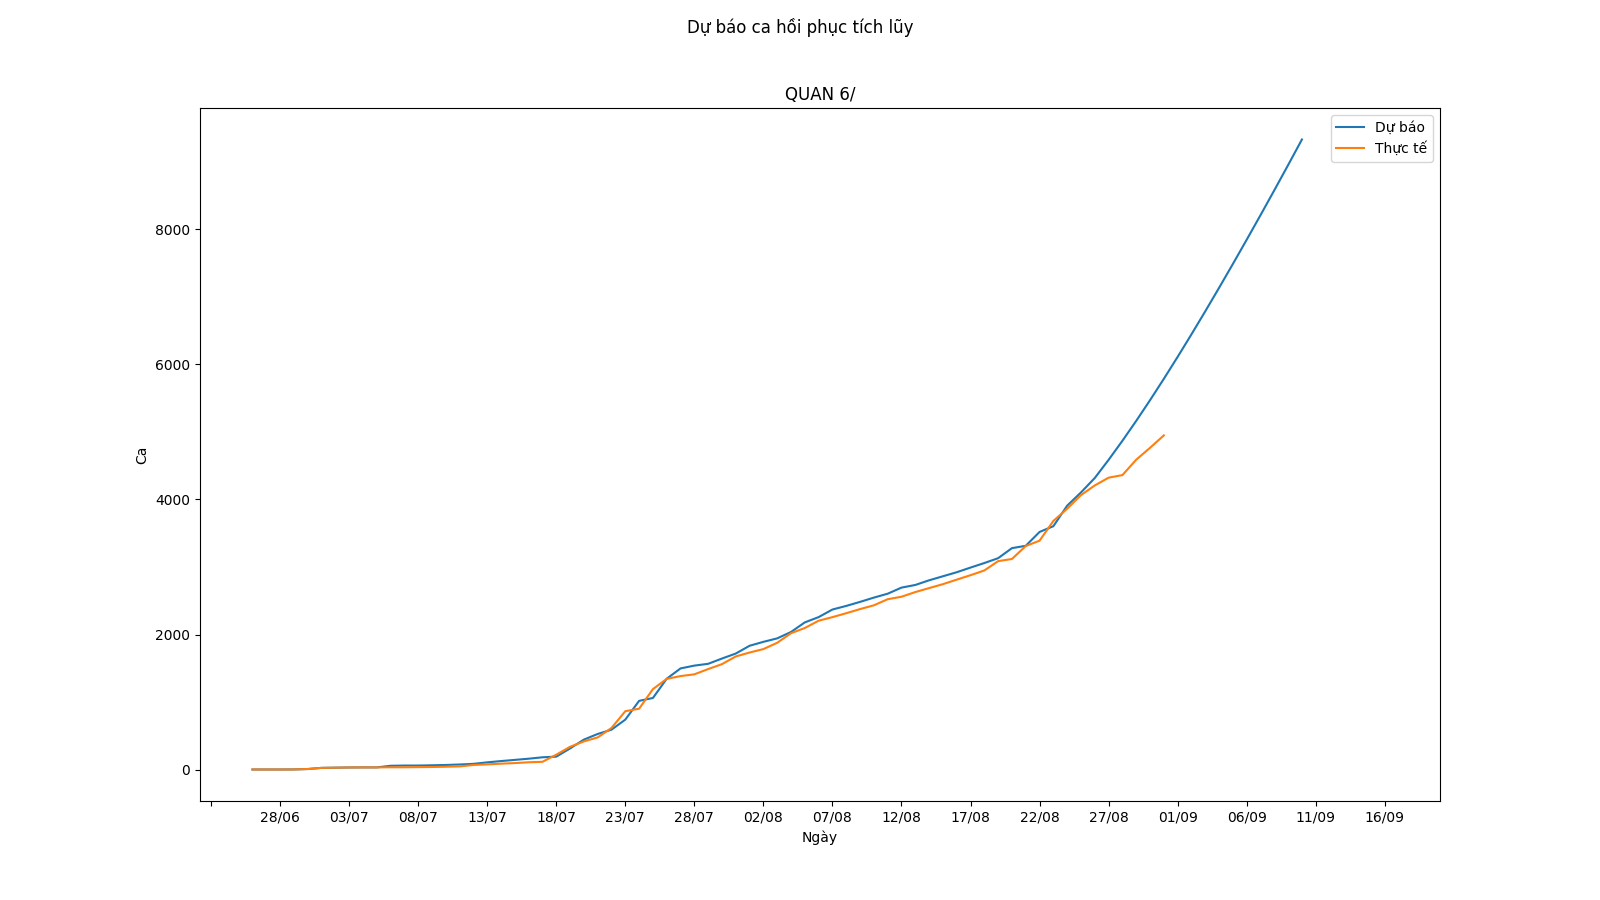 Dự báo ca hồi phục tích lũy
QUAN 6/
Dự báo
Thực tế
8000
6000
4000
2000
0
Ca
28/06 03/07 08/07 13/07 18/07 23/07 28/07 02/08 07/08 12/08 17/08 22/08 27/08 01/09 06/09 11/09 16/09
Ngày